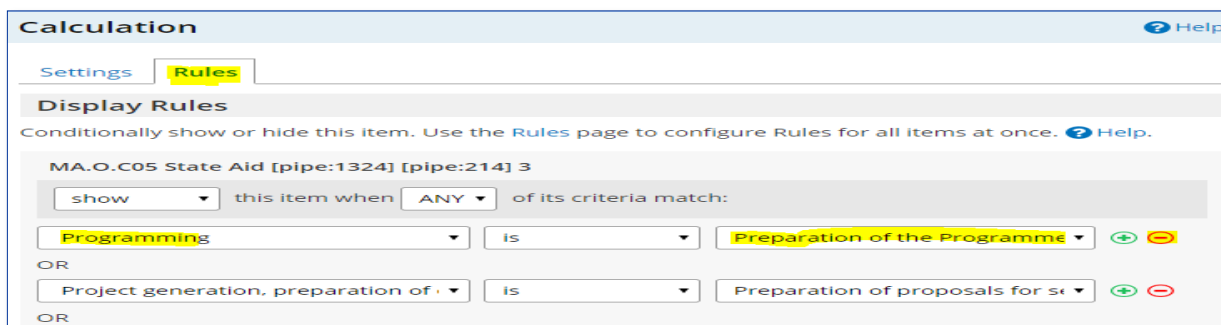 Calculation
Help
Settings Rules
Display Rules
Conditionally show or hide this item. Use the Rules page to configure Rules for all items at once. Help.
MA.O.C05 State Aid [pipe:1324] [pipe:214] 3
show this item when ANY of its criteria match:
Programming is Preparation of the Programme
OR
Project generation, preparation of is Preparation of proposals for
OR